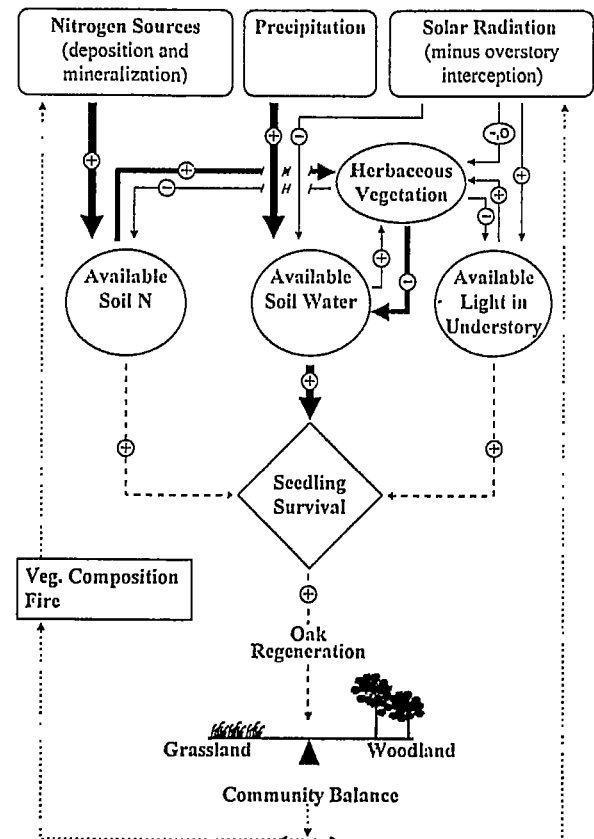 Nitrogen Sources
(deposition and
mineralization)
Precipitation
Solar Radiation
(minus overstory
interception)
+
+
−
-,0
+
−
Herbaceous
Vegetation
+
+
−
+
−
Available
Soil N
Available
Soil Water
Available
Light in
Understory
+
+
+
Seedling
Survival
Veg. Composition
Fire
+
Oak
Regeneration
Grassland
Woodland
Community Balance